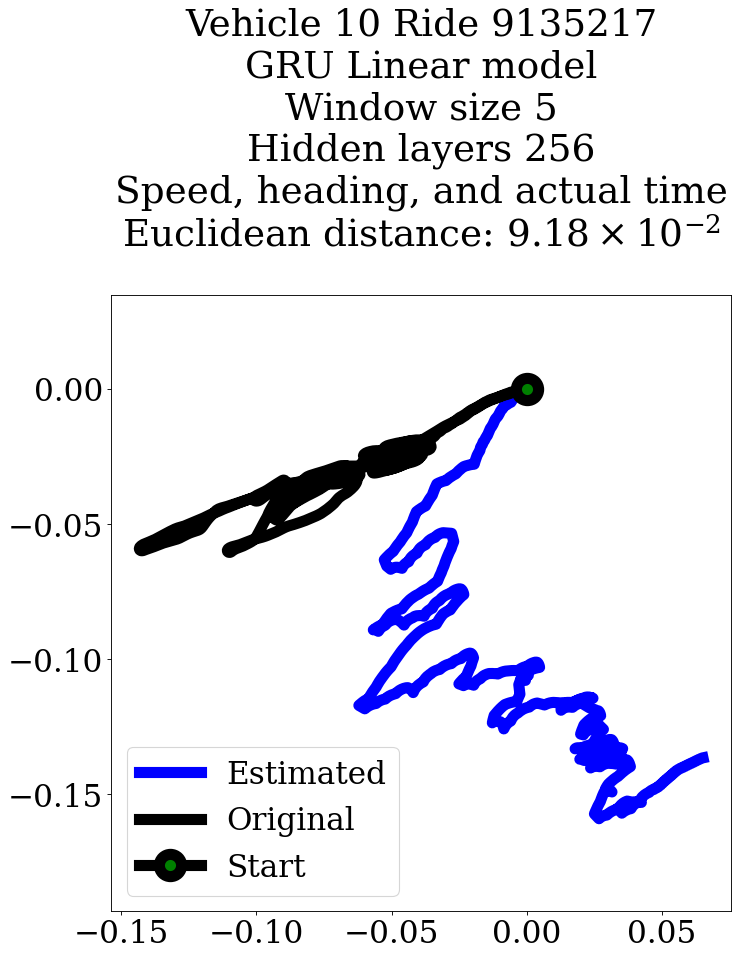 Vehicle 10 Ride 9135217
GRU Linear model
Window size 5
Hidden layers 256
Speed, heading, and actual time
Euclidean distance: 9.18 × 10⁻²
0.00
−0.05
−0.10
−0.15
Estimated
Original
Start
−0.15 −0.10 −0.05 0.00 0.05